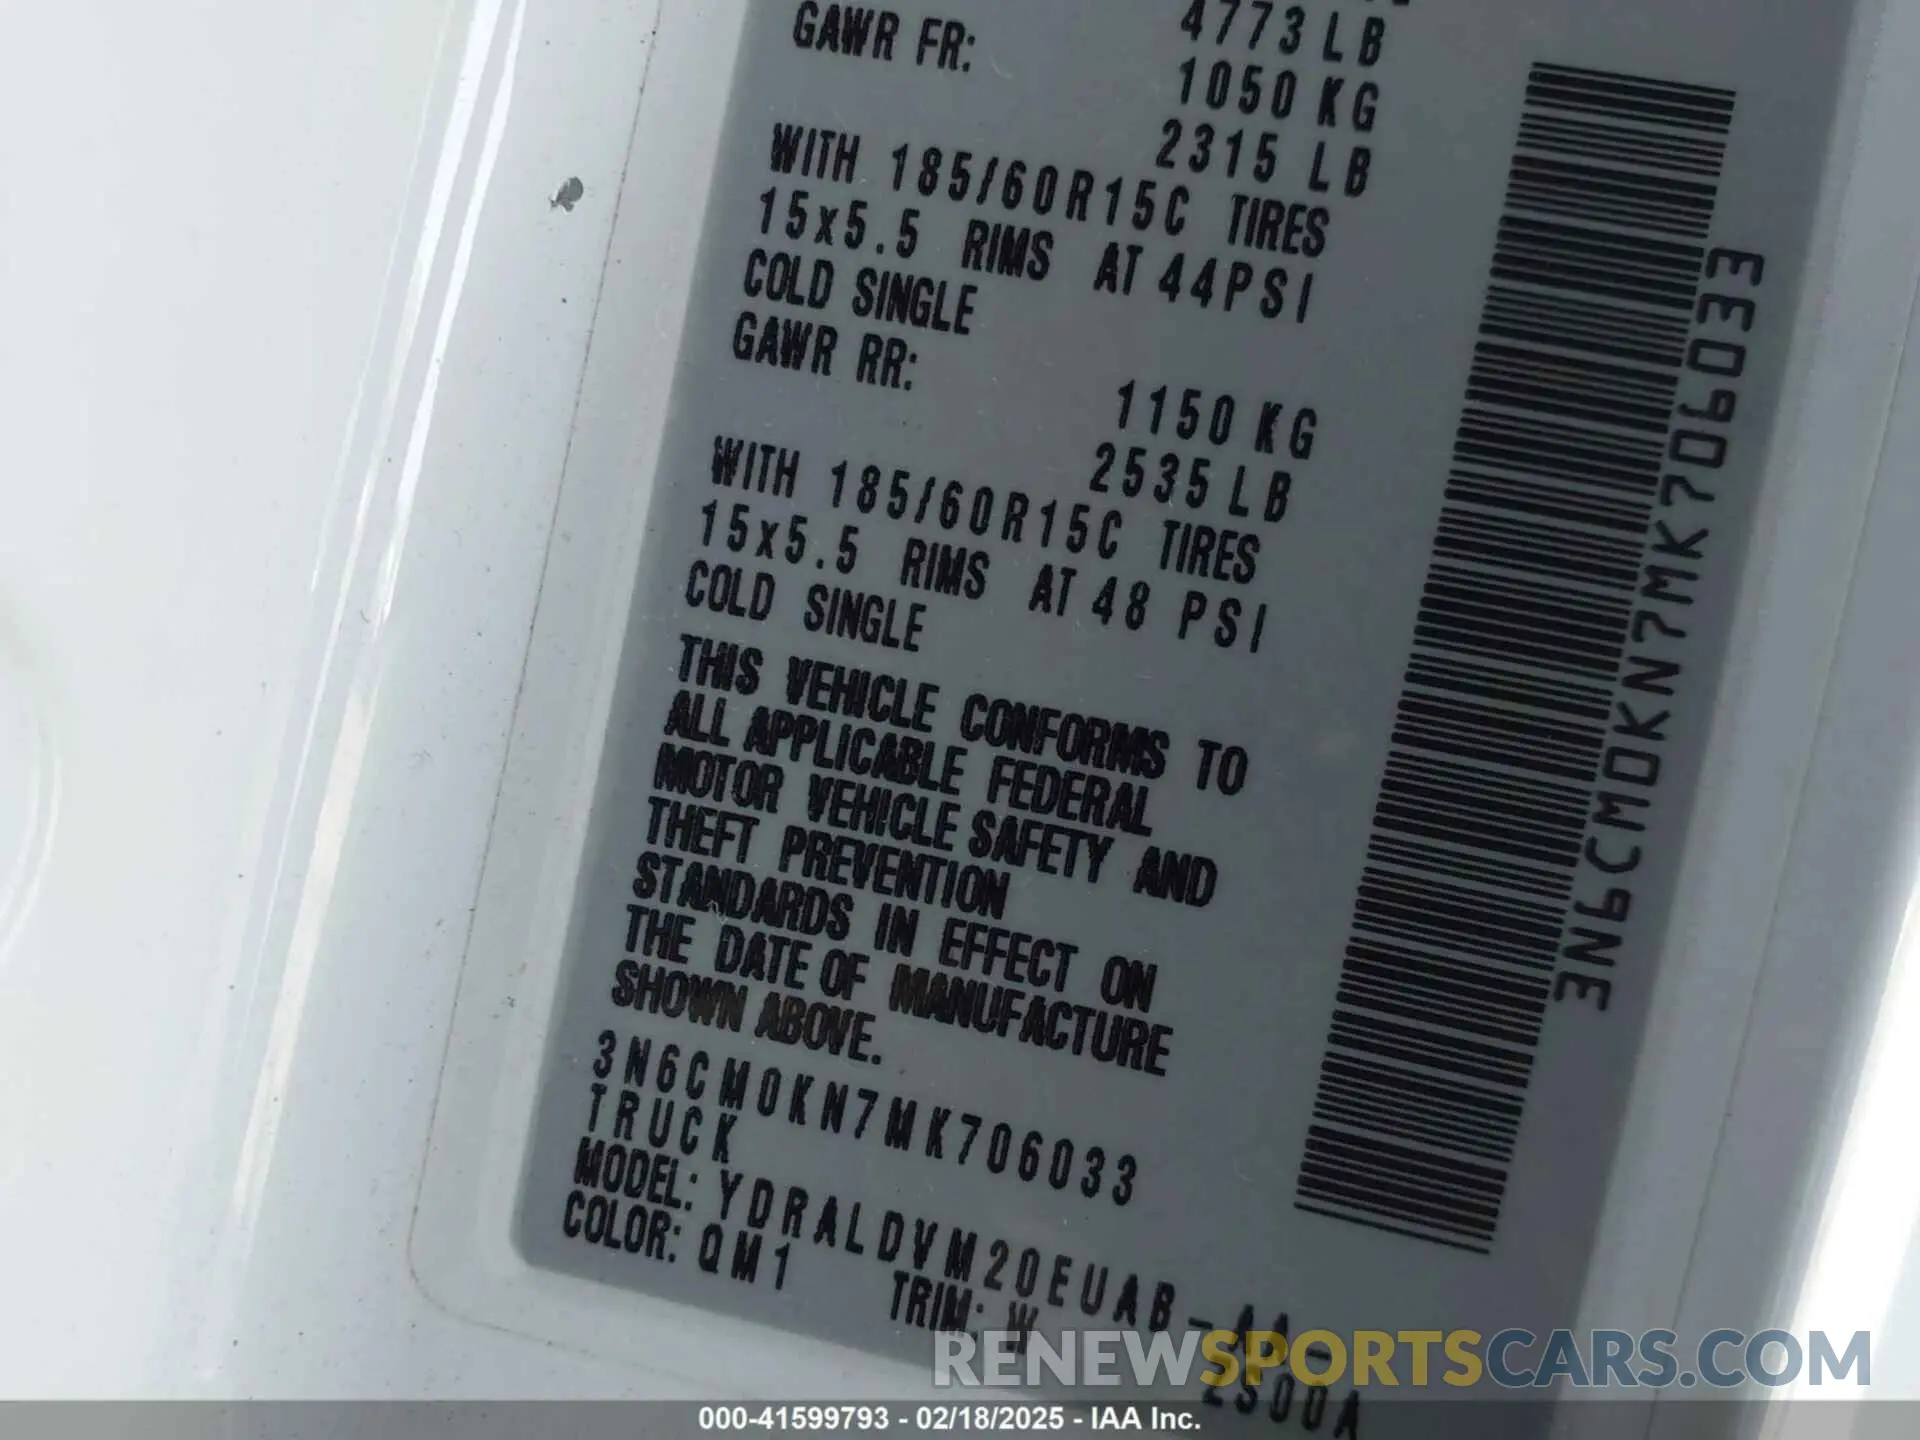 4773 LB
GAWR FR:
1050 KG
2315 LB
WITH 185/60R15C TIRES
15x5.5 RIMS AT 44PSI
COLD SINGLE
GAWR RR:
1150 KG
2535 LB
WITH 185/60R15C TIRES
15x5.5 RIMS AT 48 PSI
COLD SINGLE
THIS VEHICLE CONFORMS TO
ALL APPLICABLE FEDERAL
MOTOR VEHICLE SAFETY AND
THEFT PREVENTION
STANDARDS IN EFFECT ON
THE DATE OF MANUFACTURE
SHOWN ABOVE.
3N6CM0KN7MK706033
TRUCK
MODEL: YDRALDVM20EUAB-AA-
COLOR: QM1 TRIM: W
2S00A
3N6CM0KN7MK706033
RENEWSPORTSCARS.COM
000-41599793 - 02/18/2025 - IAA Inc.